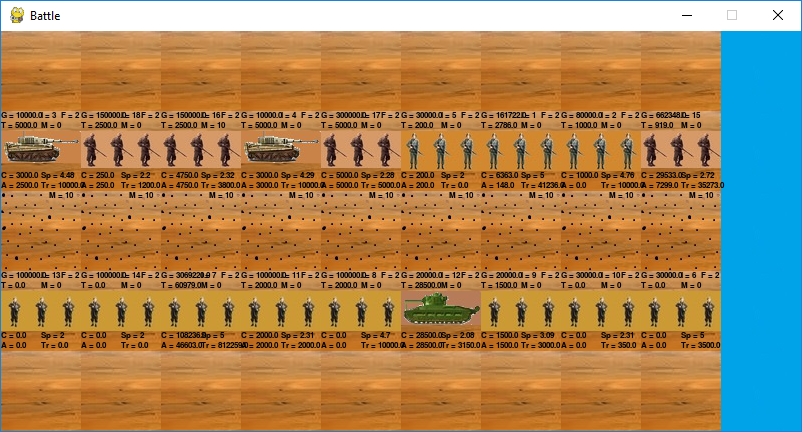 Battle
G = 10000.0 I = 3 F = 2 G = 150000.0 I = 18 F = 2 G = 150000.0 I = 16 F = 2 G = 10000.0 I = 4 F = 2 G = 300000.0 I = 17 F = 2 G = 30000.0 I = 5 F = 2 G = 161722.0 I = 1 F = 2 G = 80000.0 I = 2 F = 2 G = 662348.0 I = 15
T = 5000.0 M = 0 T = 2500.0 M = 0 T = 2500.0 M = 10 T = 5000.0 M = 0 T = 5000.0 M = 0 T = 200.0 M = 0 T = 2786.0 M = 0 T = 1000.0 M = 0 T = 919.0 M = 0
C = 3000.0 Sp = 4.48 C = 250.0 Sp = 2.2 C = 4750.0 Sp = 2.32 C = 3000.0 Sp = 4.29 C = 5000.0 Sp = 2.28 C = 200.0 Sp = 2 C = 6363.0 Sp = 5 C = 1000.0 Sp = 4.76 C = 29533.0 Sp = 2.72
A = 2500.0 Tr = 10000.0 A = 250.0 Tr = 1200.0 A = 4750.0 Tr = 3800.0 A = 3000.0 Tr = 10000.0 A = 5000.0 Tr = 5000.0 A = 200.0 Tr = 0.0 A = 148.0 Tr = 41236.0 A = 0.0 Tr = 10000.0 A = 7299.0 Tr = 35273.0
M = 10 M = 10 M = 10 M = 10 M = 10 M = 10 M = 10 M = 10 M = 10
G = 100000.0 I = 13 F = 2 G = 100000.0 I = 14 F = 2 I = 7 F = 2 G = 100000.0 I = 11 F = 2 G = 100000.0 I = 8 F = 2 G = 20000.0 I = 12 F = 2 G = 20000.0 I = 9 F = 2 G = 30000.0 I = 10 F = 2 G = 30000.0 I = 6 F = 2
T = 0.0 M = 0 T = 0.0 M = 0 T = 60979.0 M = 0 T = 2000.0 M = 0 T = 2000.0 M = 0 T = 28500.0 M = 0 T = 1500.0 M = 0 T = 0.0 M = 0 T = 0.0 M = 0
C = 0.0 Sp = 2 C = 0.0 Sp = 2 Sp = 5 C = 2000.0 Sp = 2.31 C = 0.0 Sp = 4.7 C = 28500.0 Sp = 2.08 C = 1500.0 Sp = 3.09 C = 0.0 Sp = 2.31 C = 0.0 Sp = 5
A = 0.0 Tr = 0.0 A = 0.0 Tr = 0.0 A = 46603.0 A = 2000.0 Tr = 2000.0 A = 0.0 Tr = 10000.0 A = 28500.0 Tr = 3150.0 A = 1500.0 Tr = 3000.0 A = 0.0 Tr = 350.0 A = 0.0 Tr = 3500.0